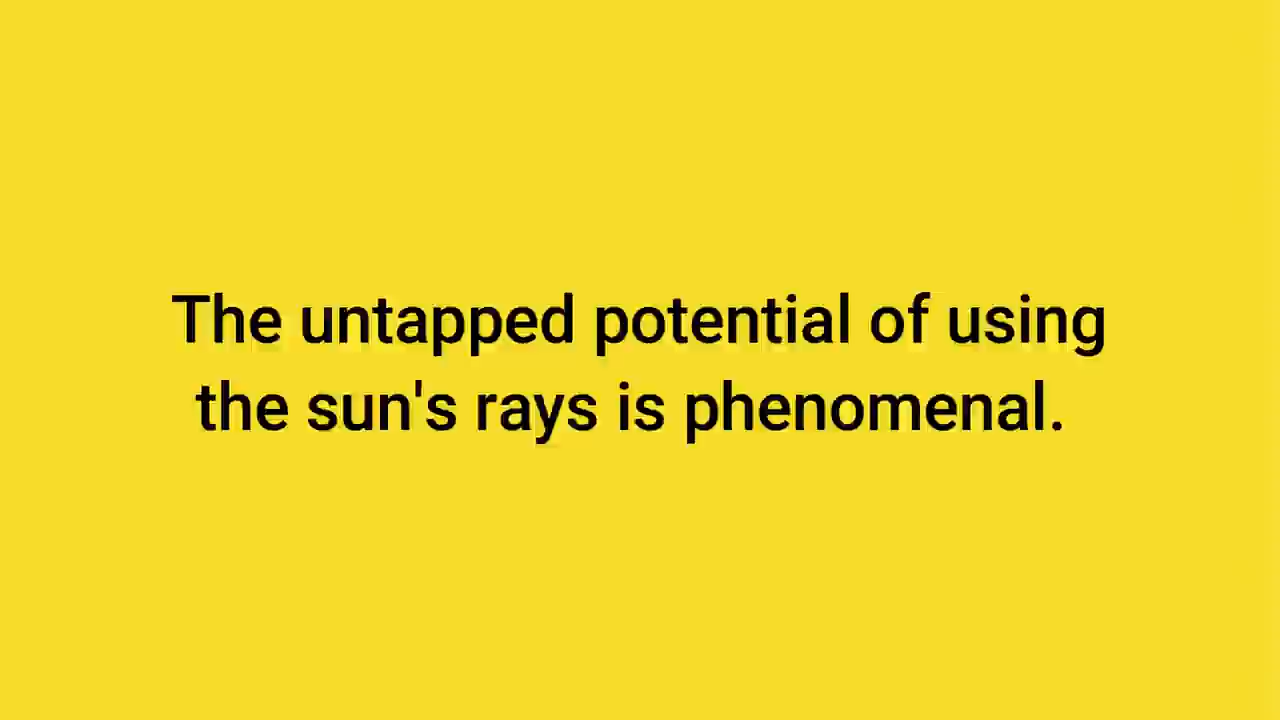 The untapped potential of using
the sun's rays is phenomenal.